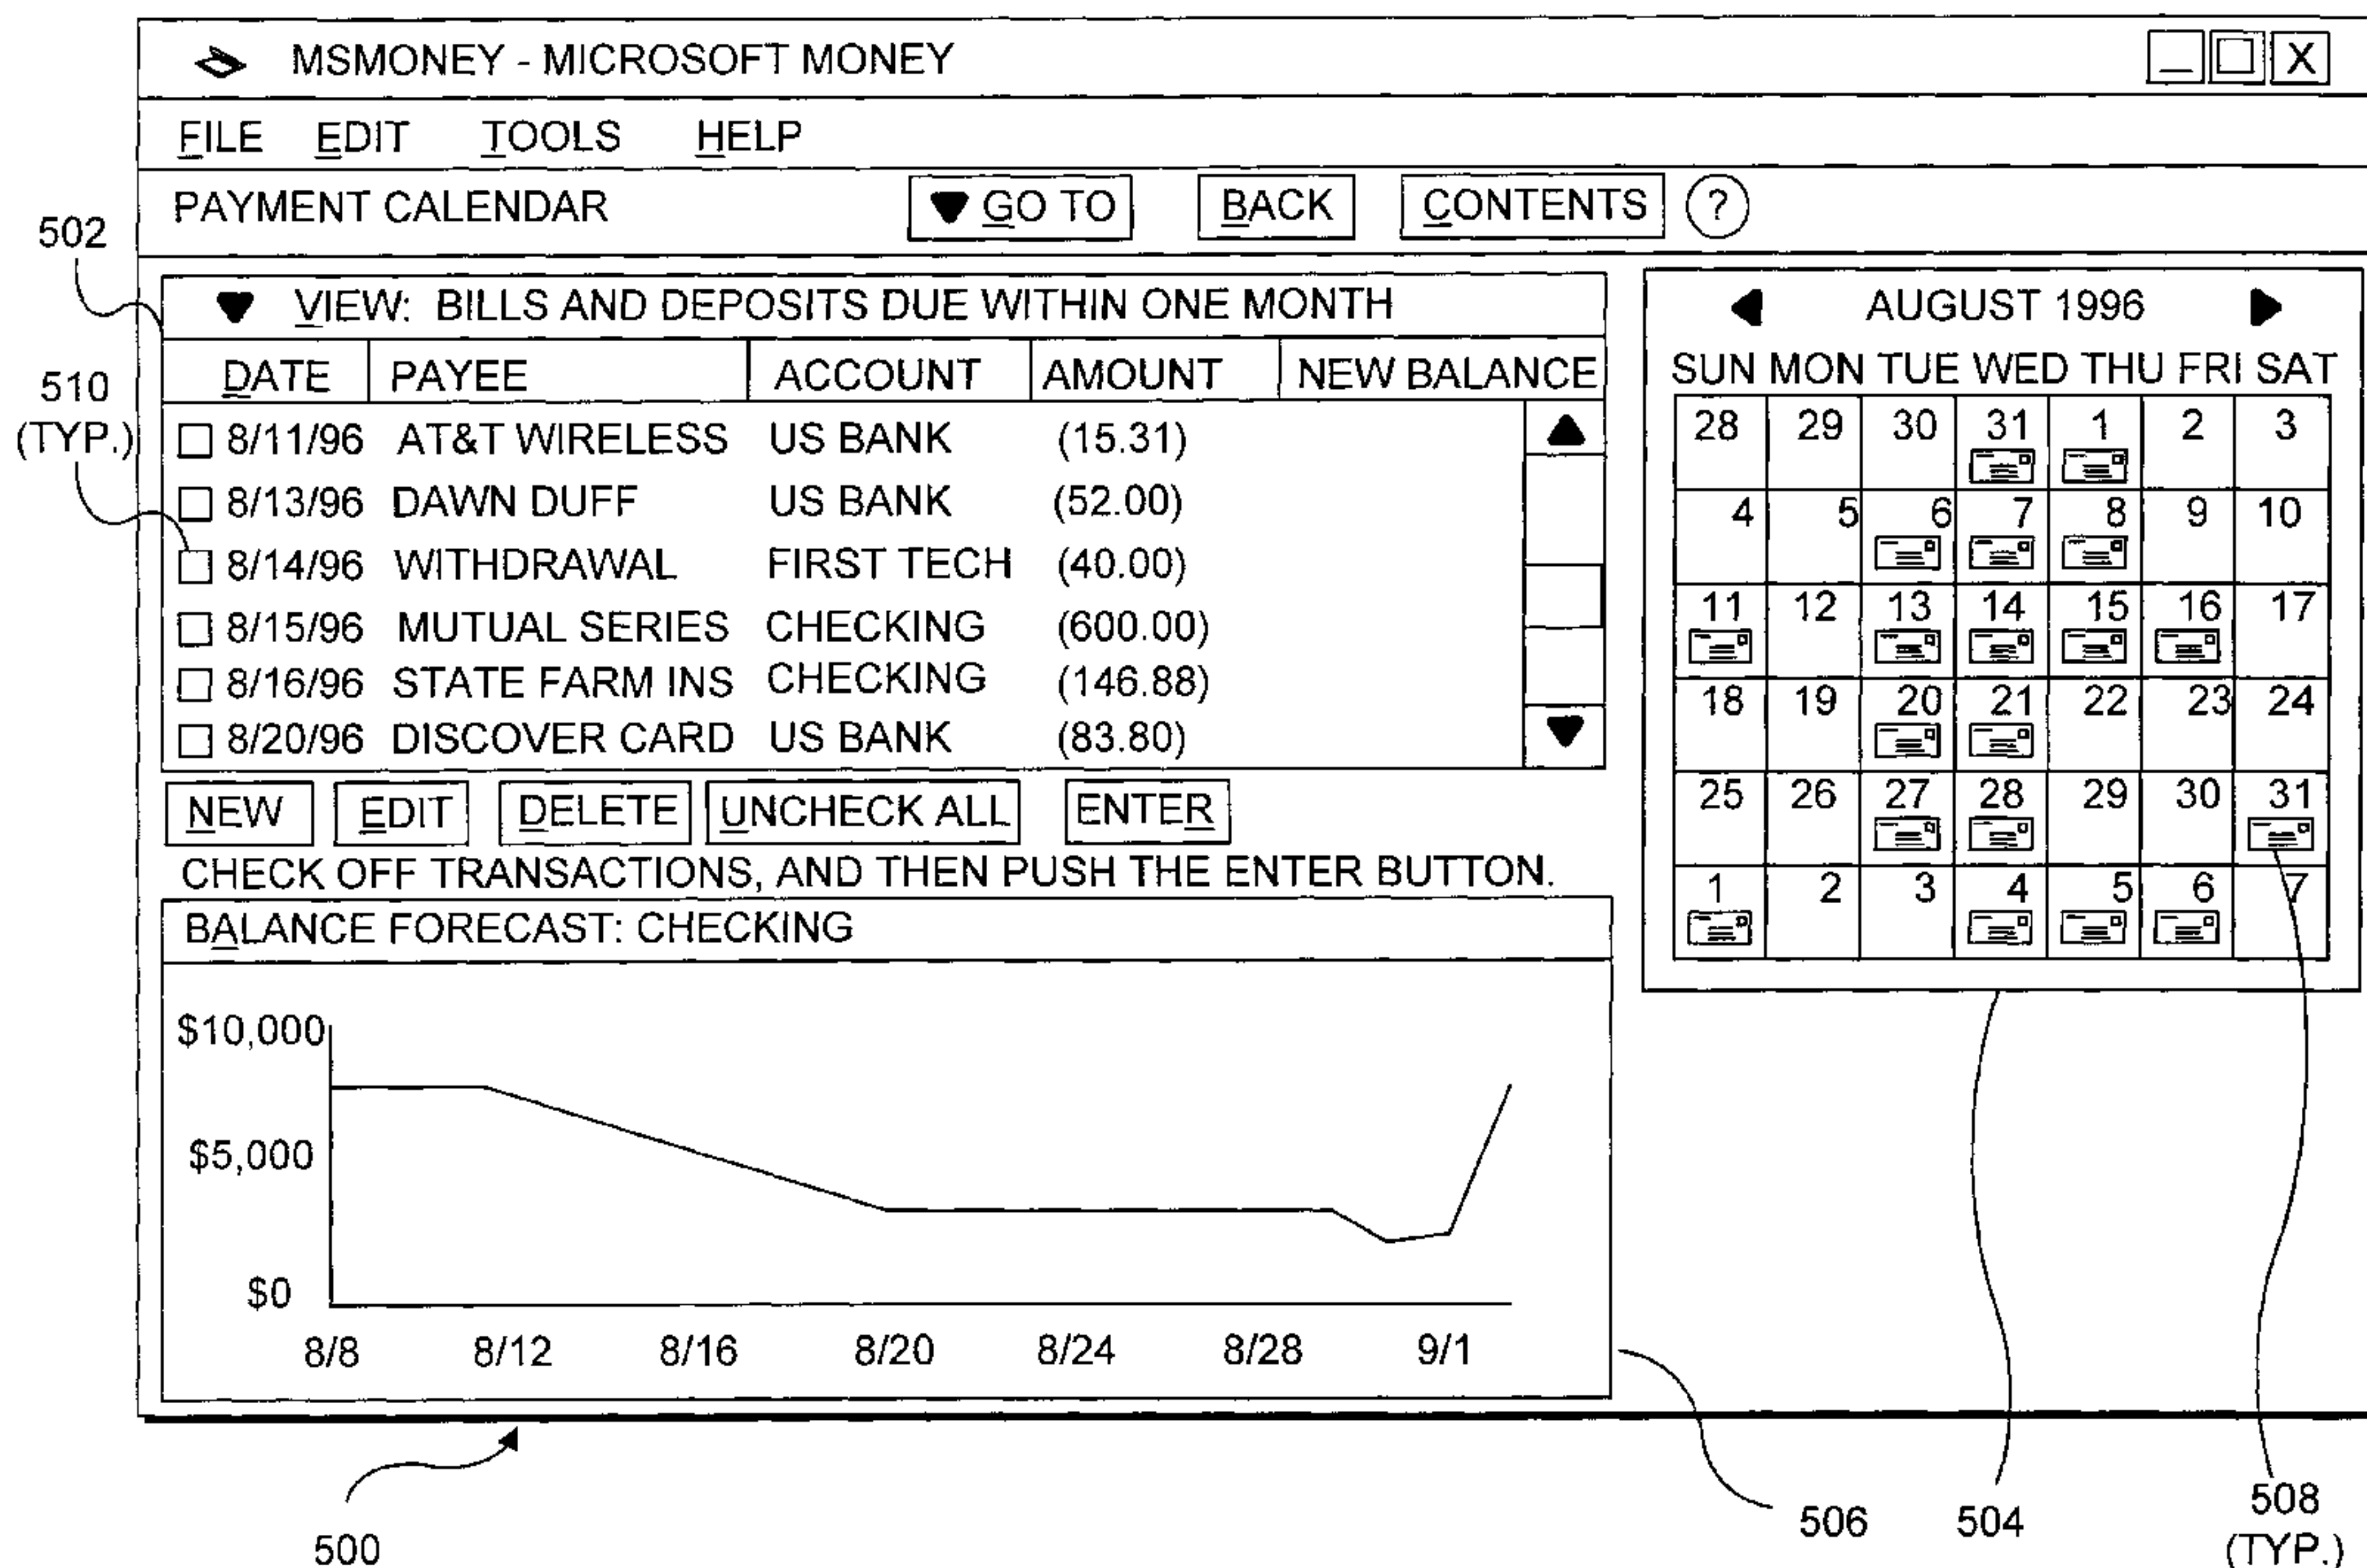 MSMONEY - MICROSOFT MONEY
_ X
FILE EDIT TOOLS HELP
PAYMENT CALENDAR GO TO BACK CONTENTS ?
502
VIEW: BILLS AND DEPOSITS DUE WITHIN ONE MONTH
DATE PAYEE ACCOUNT AMOUNT NEW BALANCE
510
(TYP.)
8/11/96 AT&T WIRELESS US BANK (15.31)
8/13/96 DAWN DUFF US BANK (52.00)
8/14/96 WITHDRAWAL FIRST TECH (40.00)
8/15/96 MUTUAL SERIES CHECKING (600.00)
8/16/96 STATE FARM INS CHECKING (146.88)
8/20/96 DISCOVER CARD US BANK (83.80)
NEW EDIT DELETE UNCHECK ALL ENTER
CHECK OFF TRANSACTIONS, AND THEN PUSH THE ENTER BUTTON.
AUGUST 1996
SUN MON TUE WED THU FRI SAT
28 29 30 31 1 2 3
4 5 6 7 8 9 10
11 12 13 14 15 16 17
18 19 20 21 22 23 24
25 26 27 28 29 30 31
1 2 3 4 5 6 7
BALANCE FORECAST: CHECKING
$10,000
$5,000
$0
8/8 8/12 8/16 8/20 8/24 8/28 9/1
500
506
504
508
(TYP.)